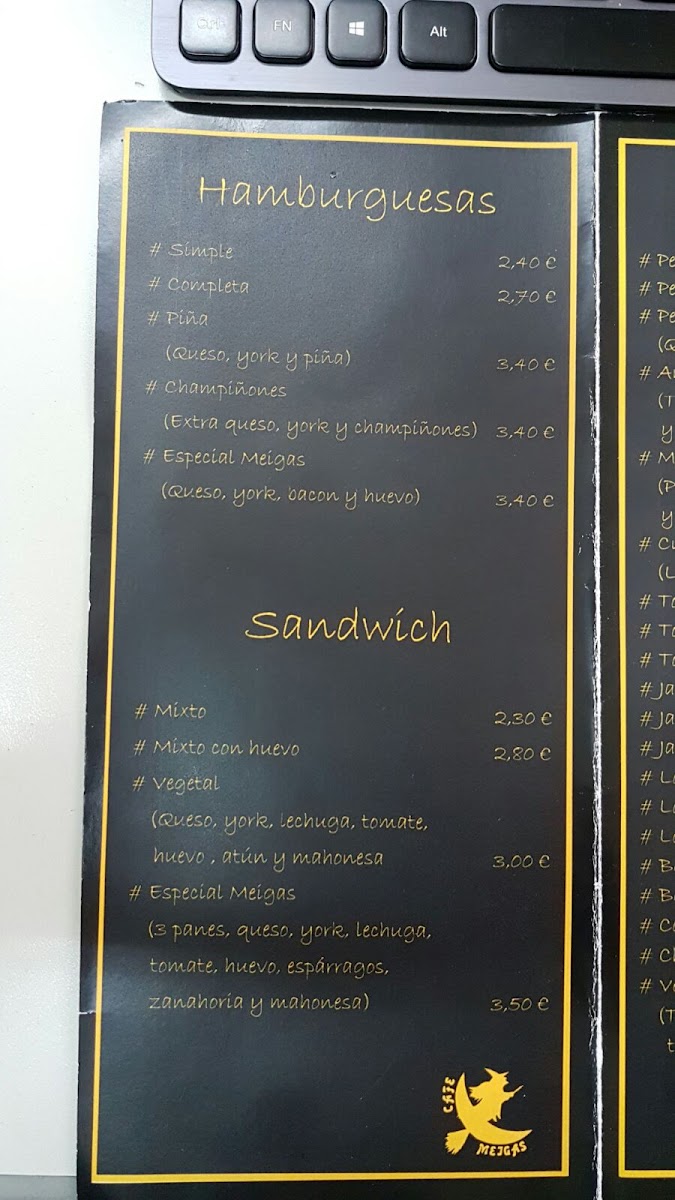 Ctrl FN Alt
Hamburguesas
# Simple 2,40 €
# Completa 2,70 €
# Piña
(Queso, york y piña) 3,40 €
# Champiñones
(Extra queso, york y champiñones) 3,40 €
# Especial Meigas
(Queso, york, bacon y huevo) 3,40 €
Sandwich
# Mixto 2,30 €
# Mixto con huevo 2,80 €
# Vegetal
(Queso, york, lechuga, tomate,
huevo , atún y mahonesa 3,00 €
# Especial Meigas
(3 panes, queso, york, lechuga,
tomate, huevo, espárragos,
zanahoria y mahonesa) 3,50 €
CAFE
MEIGAS